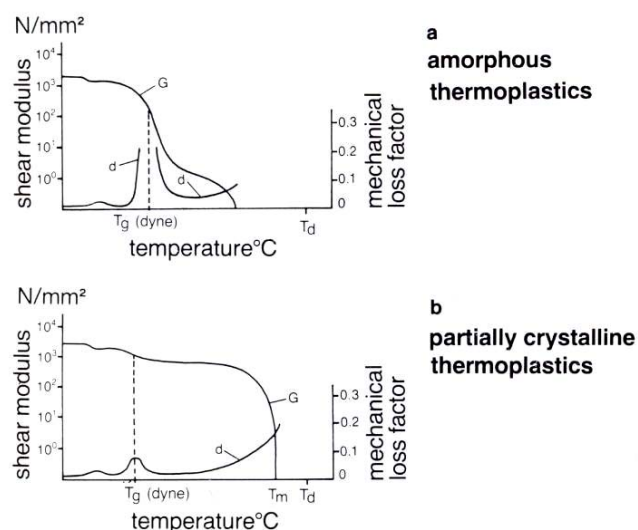 N/mm²
a
amorphous
thermoplastics
shear modulus
10⁴
10³
10²
10¹
10⁰
G
d
d
0.3
0.2
0.1
0
mechanical
loss factor
Tg (dyne)
Td
temperature°C
N/mm²
b
partially crystalline
thermoplastics
shear modulus
10⁴
10³
10²
10¹
10⁰
G
d
0.3
0.2
0.1
0
mechanical
loss factor
Tg (dyne)
Tm
Td
temperature°C